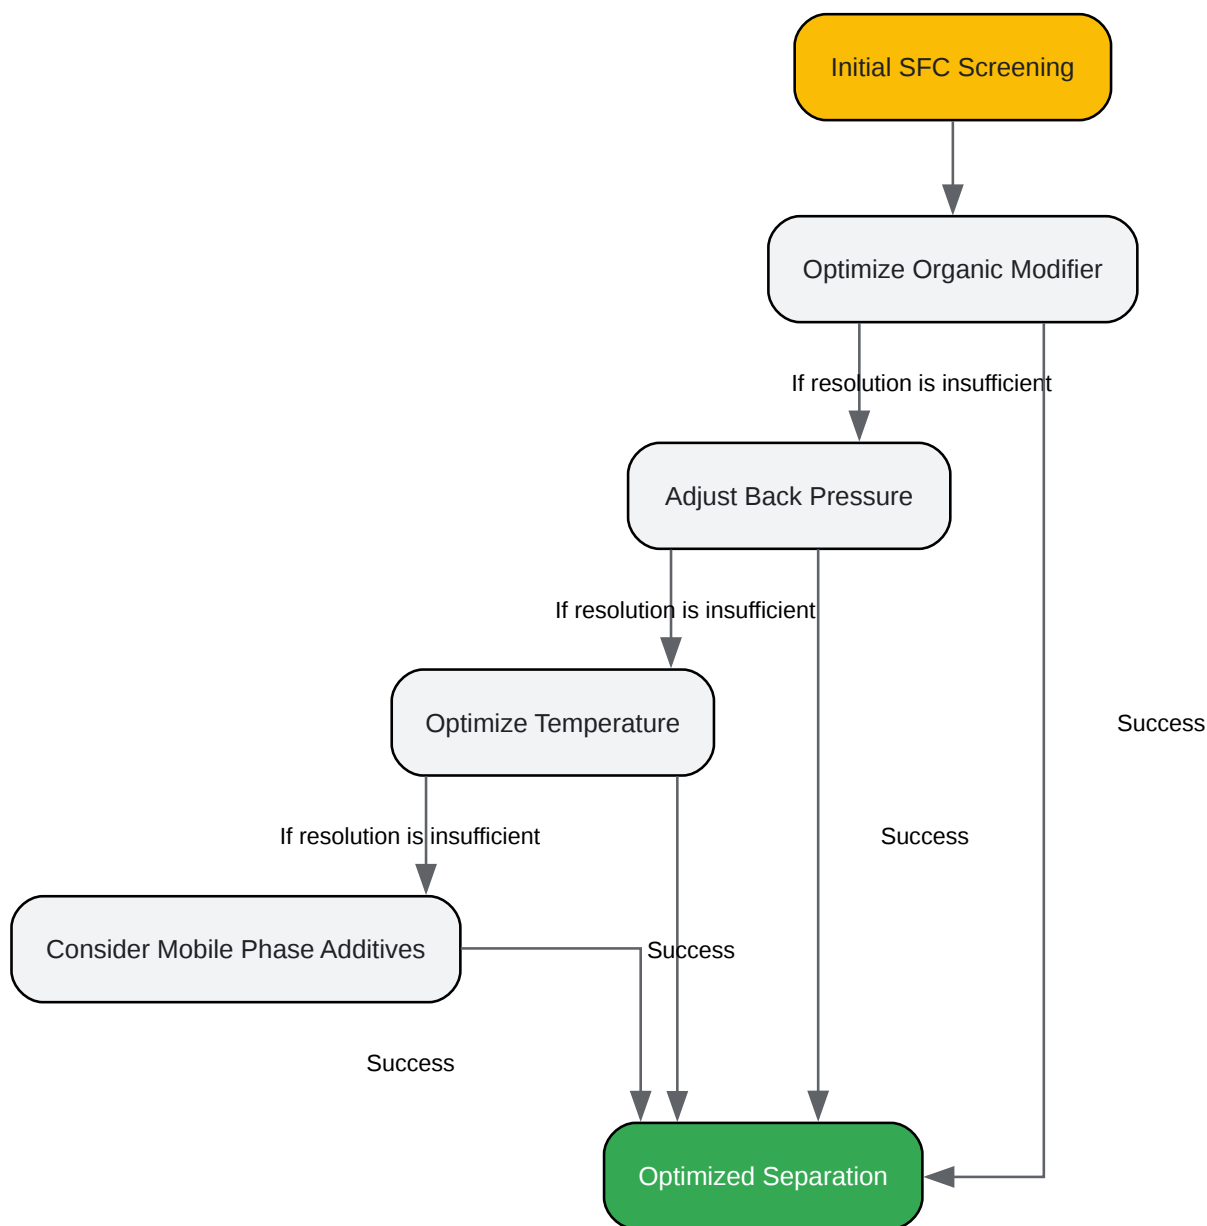 Initial SFC Screening
Optimize Organic Modifier
If resolution is insufficient
Adjust Back Pressure
If resolution is insufficient
Optimize Temperature
Success
If resolution is insufficient
Success
Consider Mobile Phase Additives
Success
Success
Optimized Separation